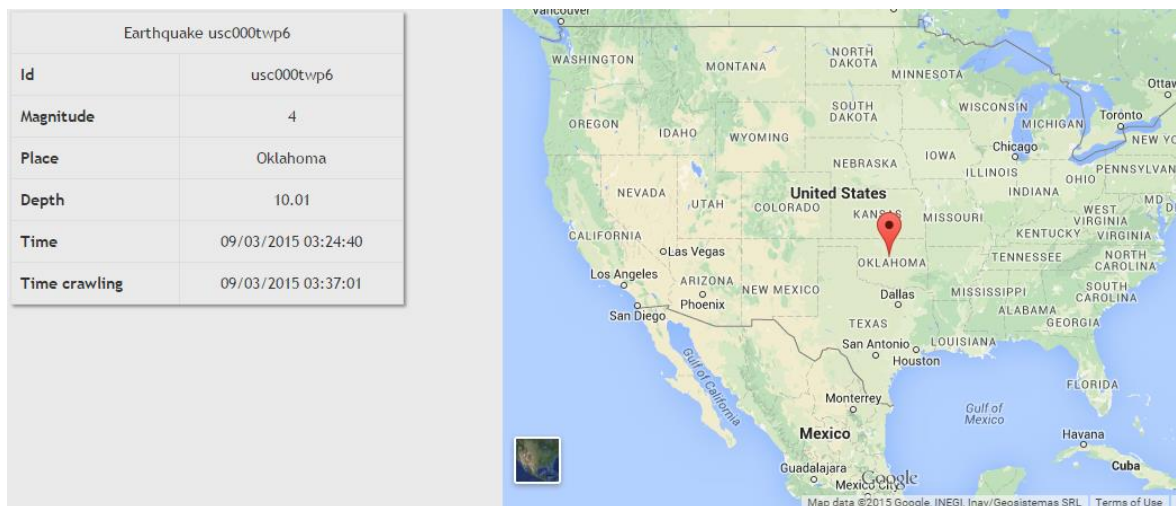 Earthquake usc000twp6
Id usc000twp6
Magnitude 4
Place Oklahoma
Depth 10.01
Time 09/03/2015 03:24:40
Time crawling 09/03/2015 03:37:01
Vancouver
WASHINGTON
MONTANA
NORTH
DAKOTA
MINNESOTA
Ottaw
SOUTH
DAKOTA
WISCONSIN
MICHIGAN
Toronto
OREGON
IDAHO
WYOMING
NEW YO
Chicago
IOWA
NEBRASKA
ILLINOIS
OHIO
PENNSYLVAN
INDIANA
NEVADA
UTAH
United States
COLORADO
KANSAS
MISSOURI
WEST
VIRGINIA
MD
D
KENTUCKY
VIRGINIA
CALIFORNIA
Las Vegas
OKLAHOMA
TENNESSEE
NORTH
CAROLINA
Los Angeles
ARIZONA
NEW MEXICO
Phoenix
Dallas
MISSISSIPPI
SOUTH
CAROLINA
San Diego
ALABAMA
GEORGIA
TEXAS
San Antonio
LOUISIANA
Houston
Gulf of California
FLORIDA
Monterrey
Gulf of
Mexico
Mexico
Havana
Cuba
Guadalajara
Google
Mexico City
Map data ©2015 Google, INEGI, Inav/Geosistemas SRL Terms of Use